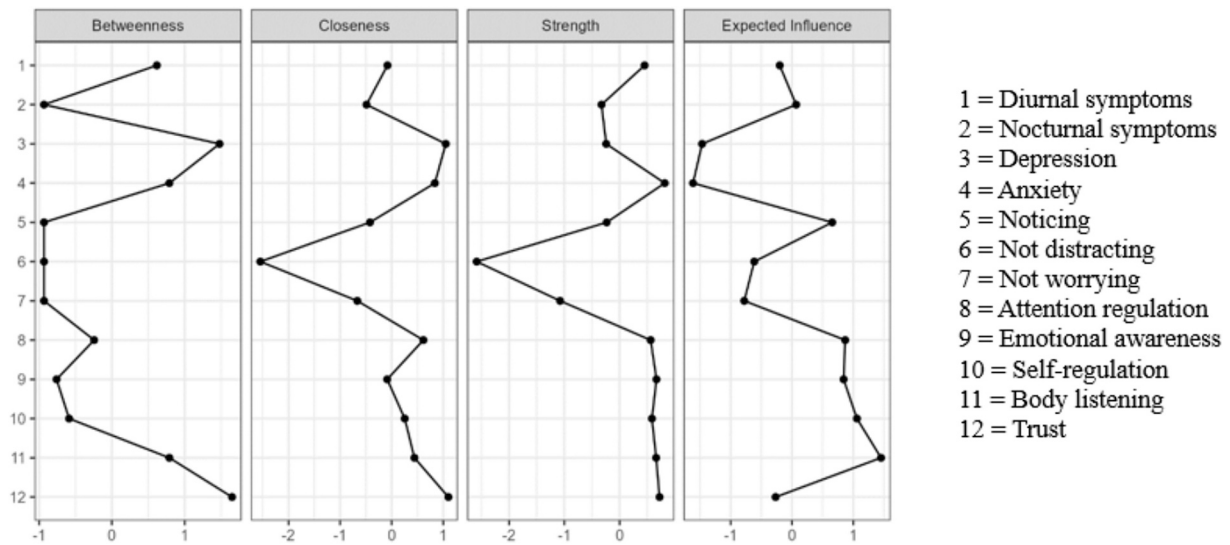 Betweenness
Closeness
Strength
Expected Influence
1
2
3
4
5
6
7
8
9
10
11
12
-1
0
1
-2
-1
0
1
-2
-1
0
-1
0
1
1 = Diurnal symptoms
2 = Nocturnal symptoms
3 = Depression
4 = Anxiety
5 = Noticing
6 = Not distracting
7 = Not worrying
8 = Attention regulation
9 = Emotional awareness
10 = Self-regulation
11 = Body listening
12 = Trust